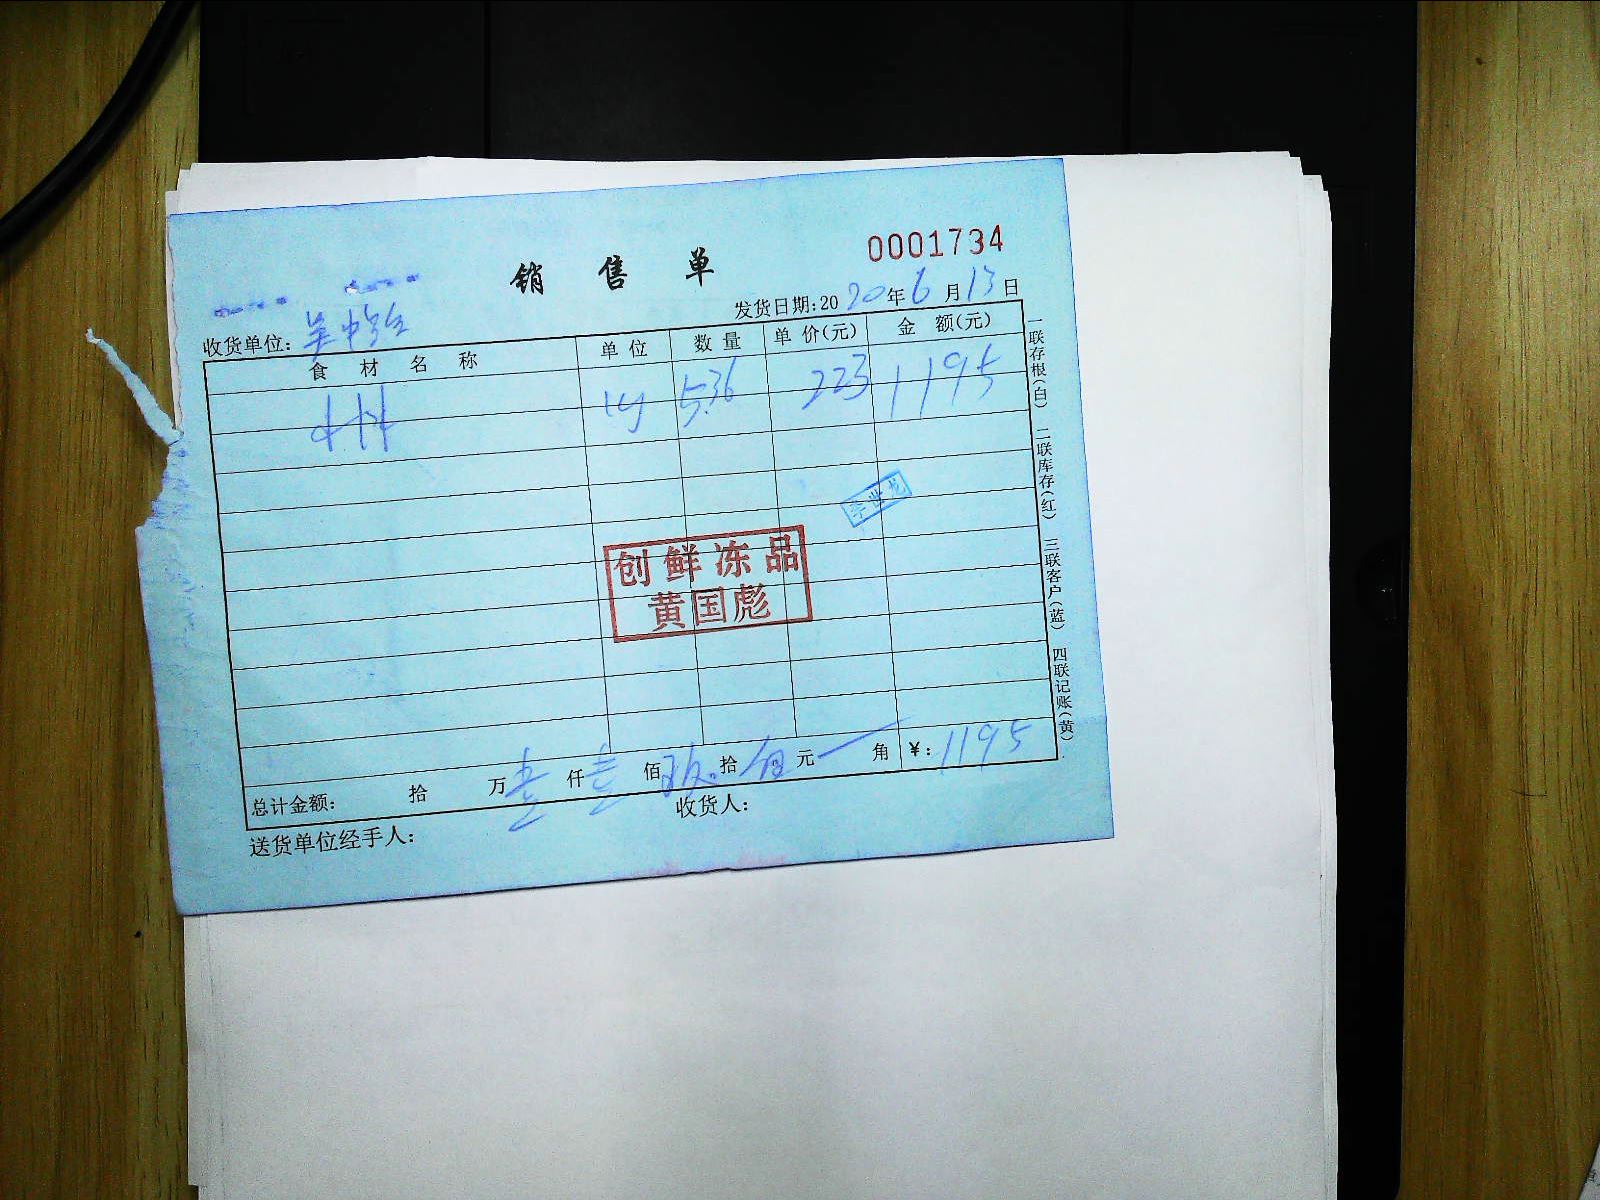 销售单
0001734
发货日期:2020年6月13日
收货单位:
食材名称 单位 数量 单价(元) 金额(元)
5.36 223 1195
创鲜冻品
黄国彪
总计金额: 拾 万壹仟壹佰玖拾伍元 角 ¥:1195
送货单位经手人: 收货人:
一联存根(白) 二联库存(红) 三联客户(蓝) 四联记账(黄)